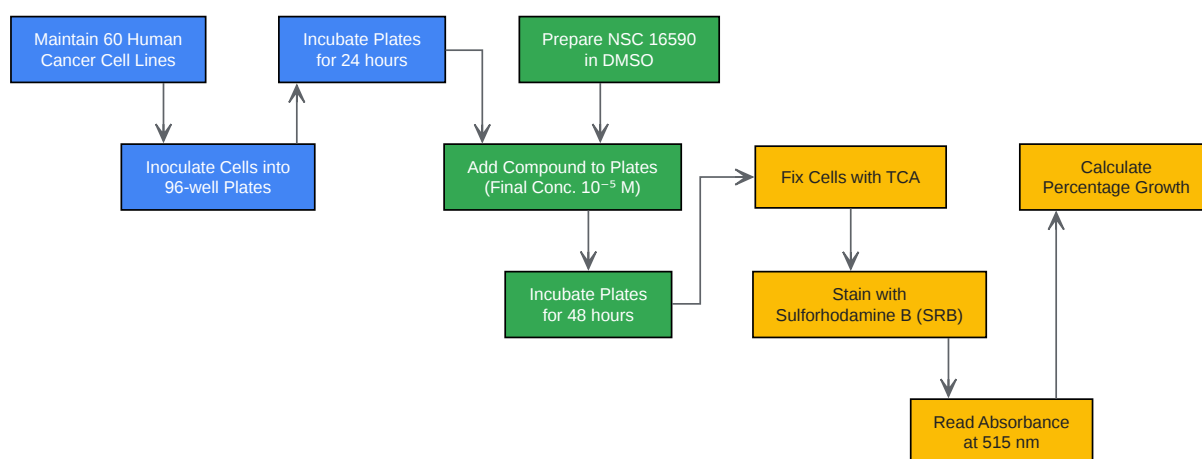 Maintain 60 Human
Cancer Cell Lines
Inoculate Cells into
96-well Plates
Incubate Plates
for 24 hours
Prepare NSC 16590
in DMSO
Add Compound to Plates
(Final Conc. 10⁻⁵ M)
Incubate Plates
for 48 hours
Fix Cells with TCA
Stain with
Sulforhodamine B (SRB)
Read Absorbance
at 515 nm
Calculate
Percentage Growth